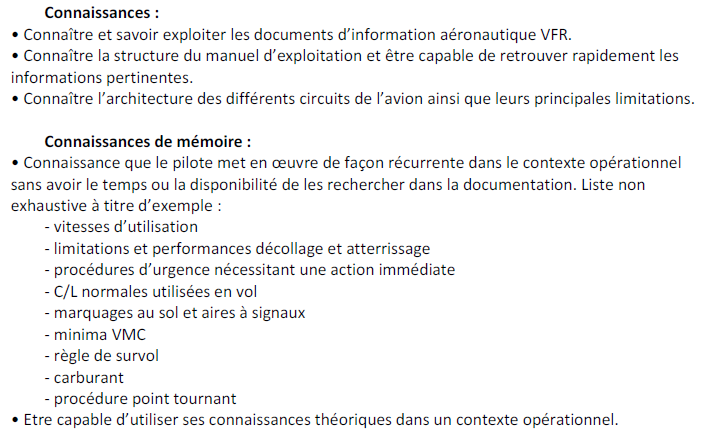 Connaissances :
• Connaître et savoir exploiter les documents d’information aéronautique VFR.
• Connaître la structure du manuel d’exploitation et être capable de retrouver rapidement les
informations pertinentes.
• Connaître l’architecture des différents circuits de l’avion ainsi que leurs principales limitations.
Connaissances de mémoire :
• Connaissance que le pilote met en œuvre de façon récurrente dans le contexte opérationnel
sans avoir le temps ou la disponibilité de les rechercher dans la documentation. Liste non
exhaustive à titre d’exemple :
- vitesses d’utilisation
- limitations et performances décollage et atterrissage
- procédures d’urgence nécessitant une action immédiate
- C/L normales utilisées en vol
- marquages au sol et aires à signaux
- minima VMC
- règle de survol
- carburant
- procédure point tournant
• Etre capable d’utiliser ses connaissances théoriques dans un contexte opérationnel.